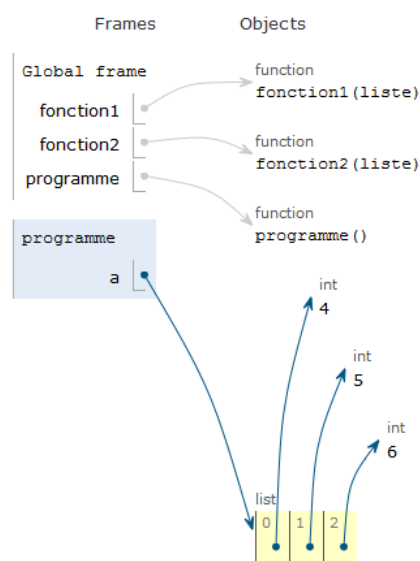 Frames Objects
Global frame
fonction1
fonction2
programme
function
fonction1(liste)
function
fonction2(liste)
function
programme()
programme
a
int
4
int
5
int
6
list
0 1 2